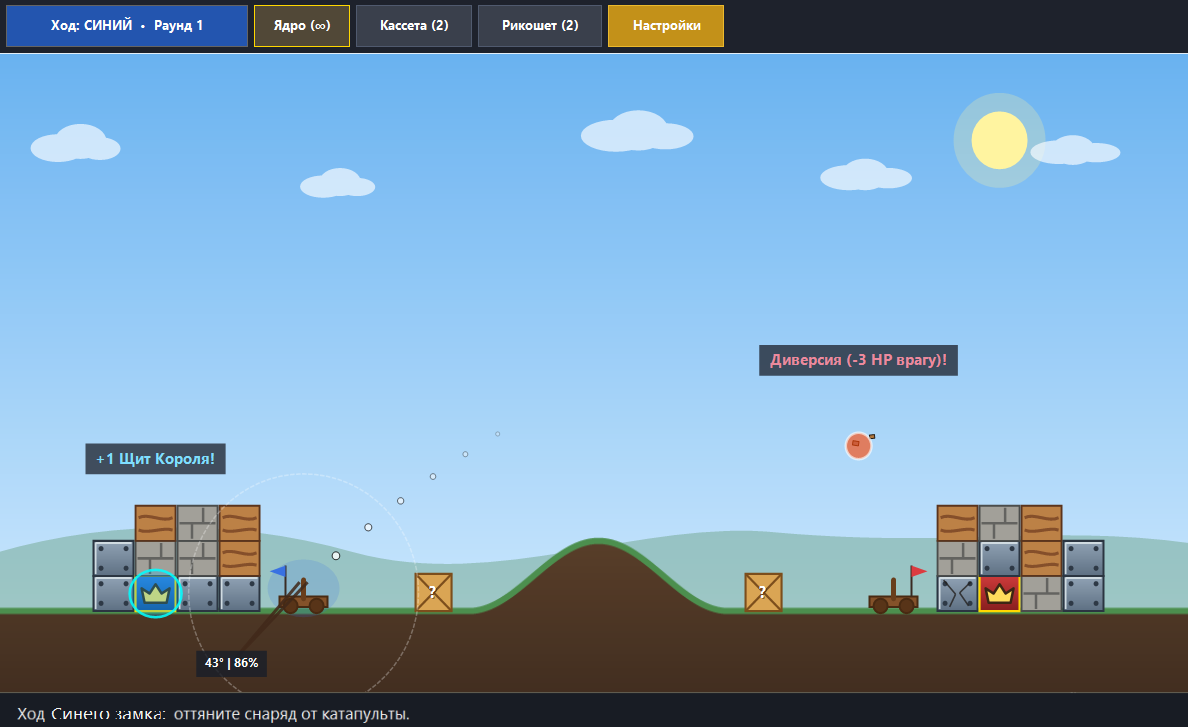 Ход: СИНИЙ • Раунд 1
Ядро (∞)
Кассета (2)
Рикошет (2)
Настройки
Диверсия (-3 HP врагу)!
+1 Щит Короля!
?
?
43° | 86%
Ход Синего замка: оттяните снаряд от катапульты.